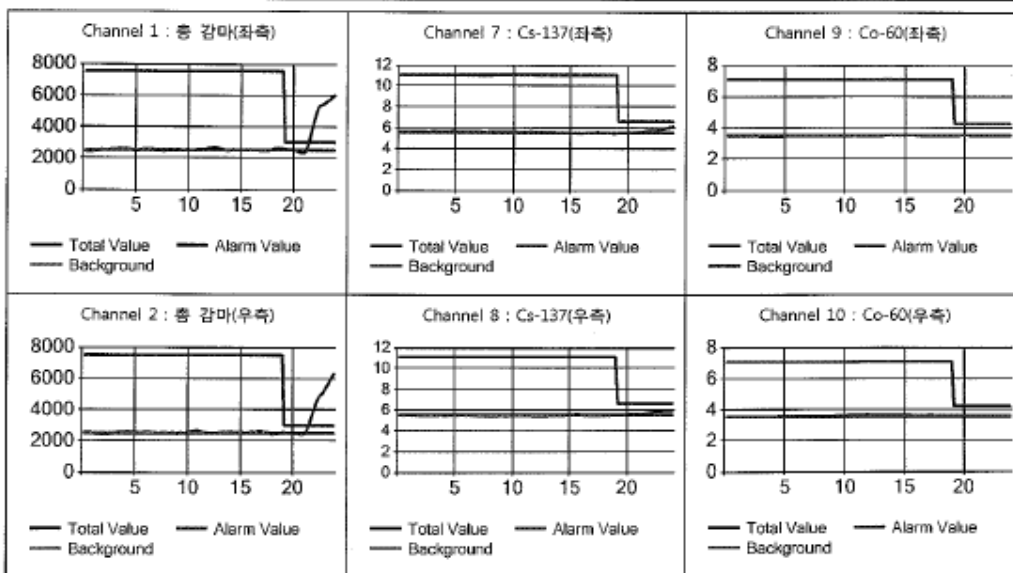 Channel 1 : 총 감마(좌측)
8000
6000
4000
2000
0
5 10 15 20
Total Value Alarm Value
Background
Channel 7 : Cs-137(좌측)
12
10
8
6
4
2
0
5 10 15 20
Total Value Alarm Value
Background
Channel 9 : Co-60(좌측)
8
6
4
2
0
5 10 15 20
Total Value Alarm Value
Background
Channel 2 : 총 감마(우측)
8000
6000
4000
2000
0
5 10 15 20
Total Value Alarm Value
Background
Channel 8 : Cs-137(우측)
12
10
8
6
4
2
0
5 10 15 20
Total Value Alarm Value
Background
Channel 10 : Co-60(우측)
8
6
4
2
0
5 10 15 20
Total Value Alarm Value
Background